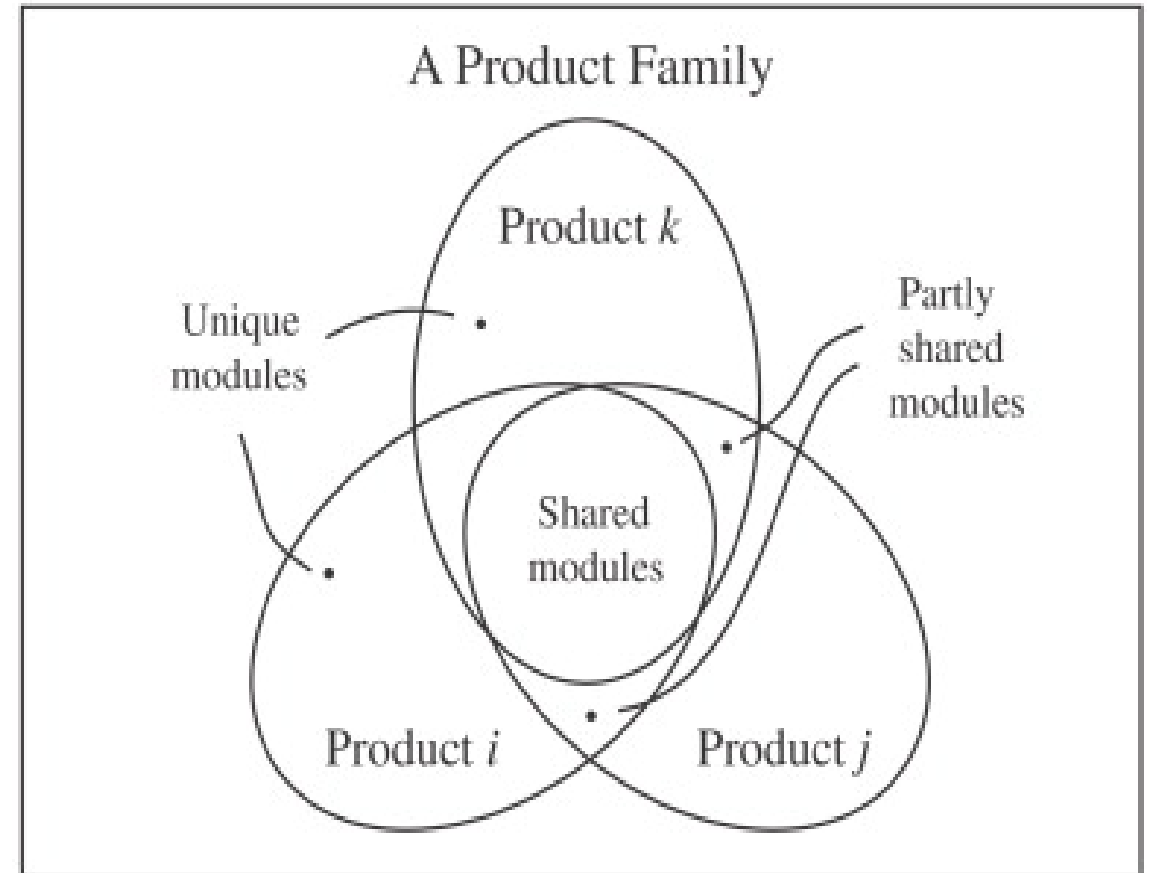 A Product Family
Product k
Unique
modules
Partly
shared
modules
Shared
modules
Product i
Product j